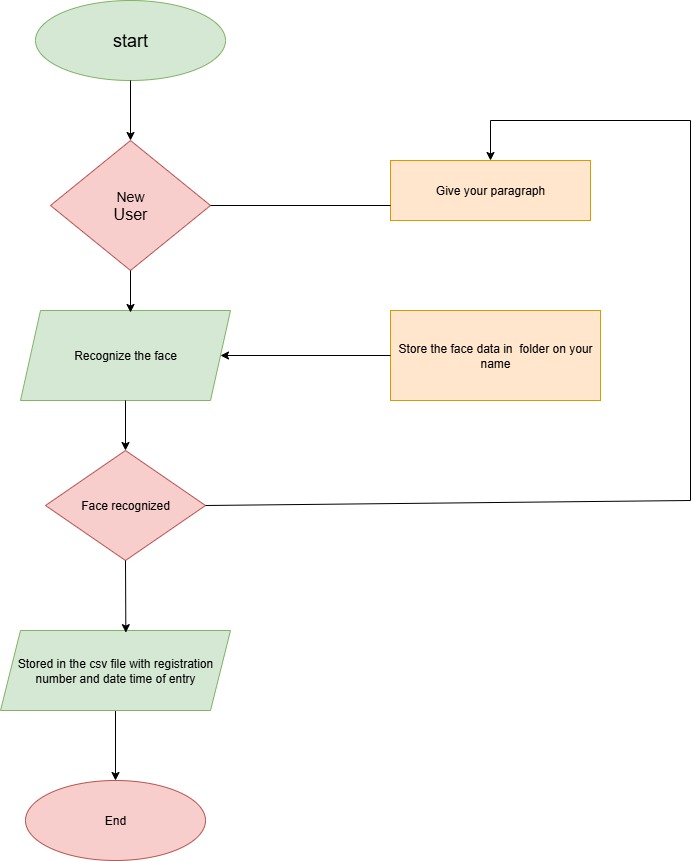 start
New
User
Give your paragraph
Recognize the face
Store the face data in  folder on your
name
Face recognized
Stored in the csv file with registration
number and date time of entry
End